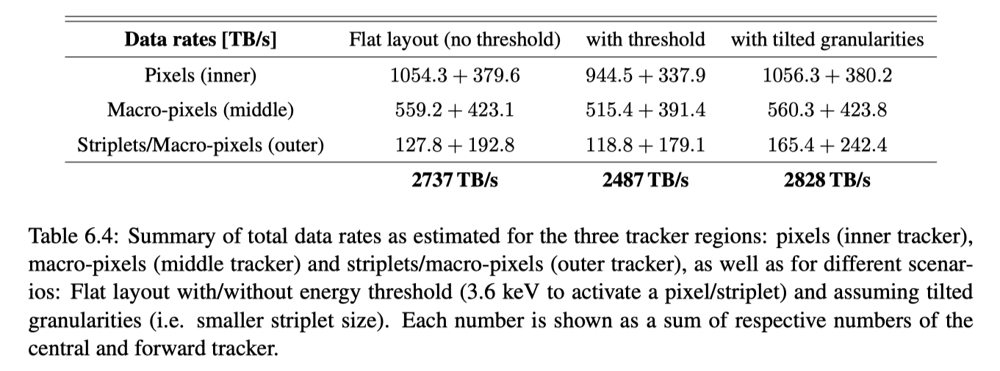 Data rates [TB/s] Flat layout (no threshold) with threshold with tilted granularities
Pixels (inner) 1054.3 + 379.6 944.5 + 337.9 1056.3 + 380.2
Macro-pixels (middle) 559.2 + 423.1 515.4 + 391.4 560.3 + 423.8
Striplets/Macro-pixels (outer) 127.8 + 192.8 118.8 + 179.1 165.4 + 242.4
2737 TB/s 2487 TB/s 2828 TB/s
Table 6.4: Summary of total data rates as estimated for the three tracker regions: pixels (inner tracker),
macro-pixels (middle tracker) and striplets/macro-pixels (outer tracker), as well as for different scenar-
ios: Flat layout with/without energy threshold (3.6 keV to activate a pixel/striplet) and assuming tilted
granularities (i.e. smaller striplet size). Each number is shown as a sum of respective numbers of the
central and forward tracker.